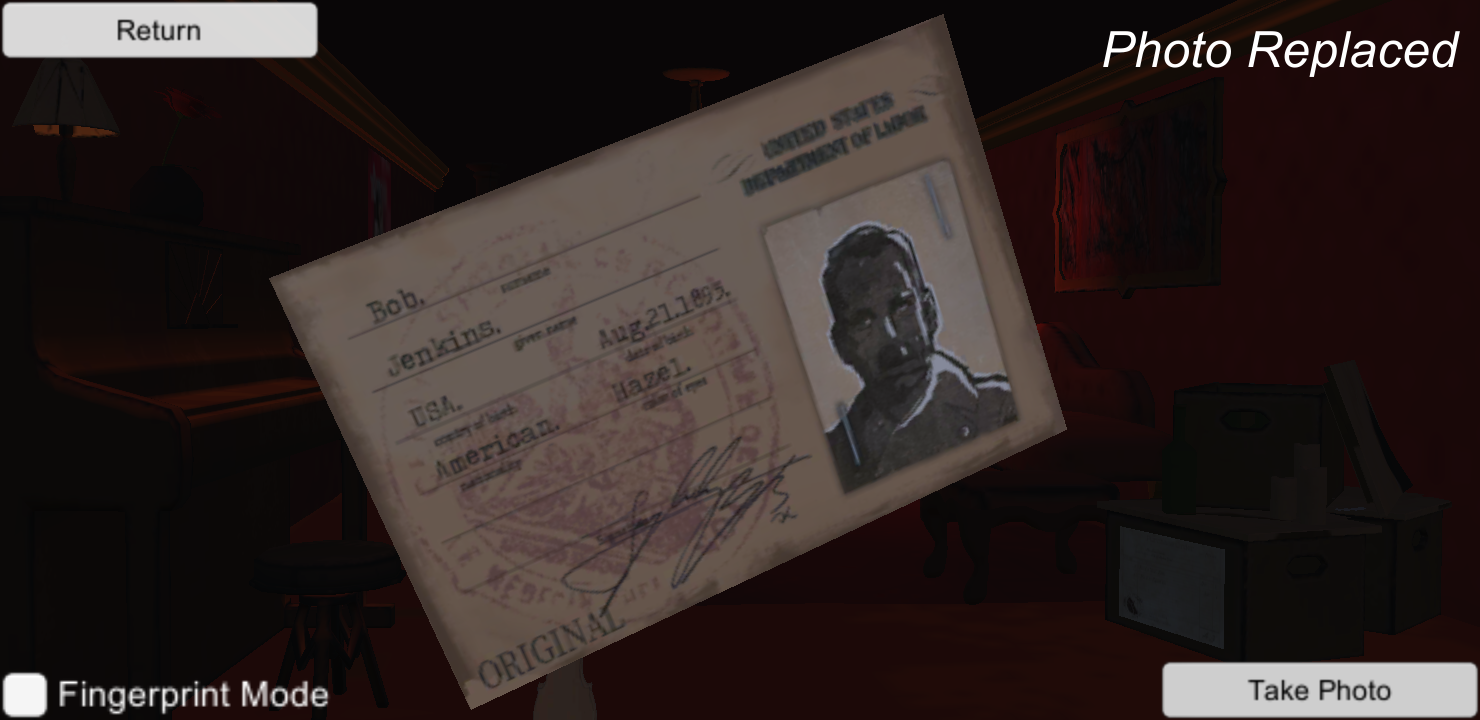 Return
Photo Replaced
UNITED STATES
DEPARTMENT OF LABOR
Bob.
surname
Jenkins.
given name
Aug.21.1893.
date of birth
USA.
country of birth
Hazel.
color of eyes
American.
nationality
ORIGINAL
Fingerprint Mode
Take Photo